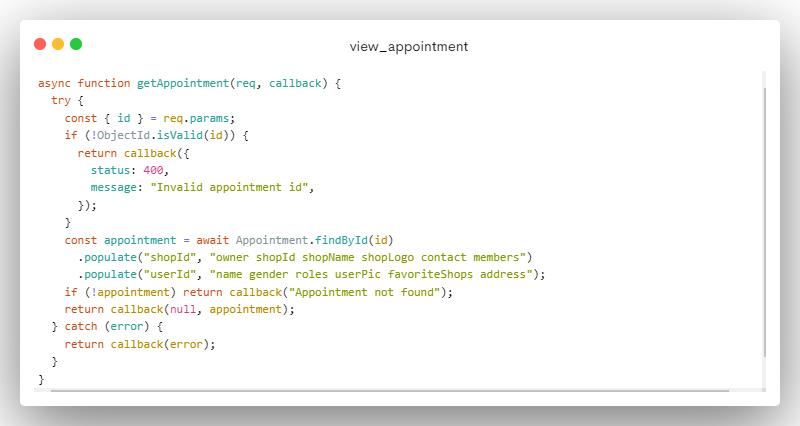 view_appointment
async function getAppointment(req, callback) {
  try {
    const { id } = req.params;
    if (!ObjectId.isValid(id)) {
      return callback({
        status: 400,
        message: "Invalid appointment id",
      });
    }
    const appointment = await Appointment.findById(id)
      .populate("shopId", "owner shopId shopName shopLogo contact members")
      .populate("userId", "name gender roles userPic favoriteShops address");
    if (!appointment) return callback("Appointment not found");
    return callback(null, appointment);
  } catch (error) {
    return callback(error);
  }
}